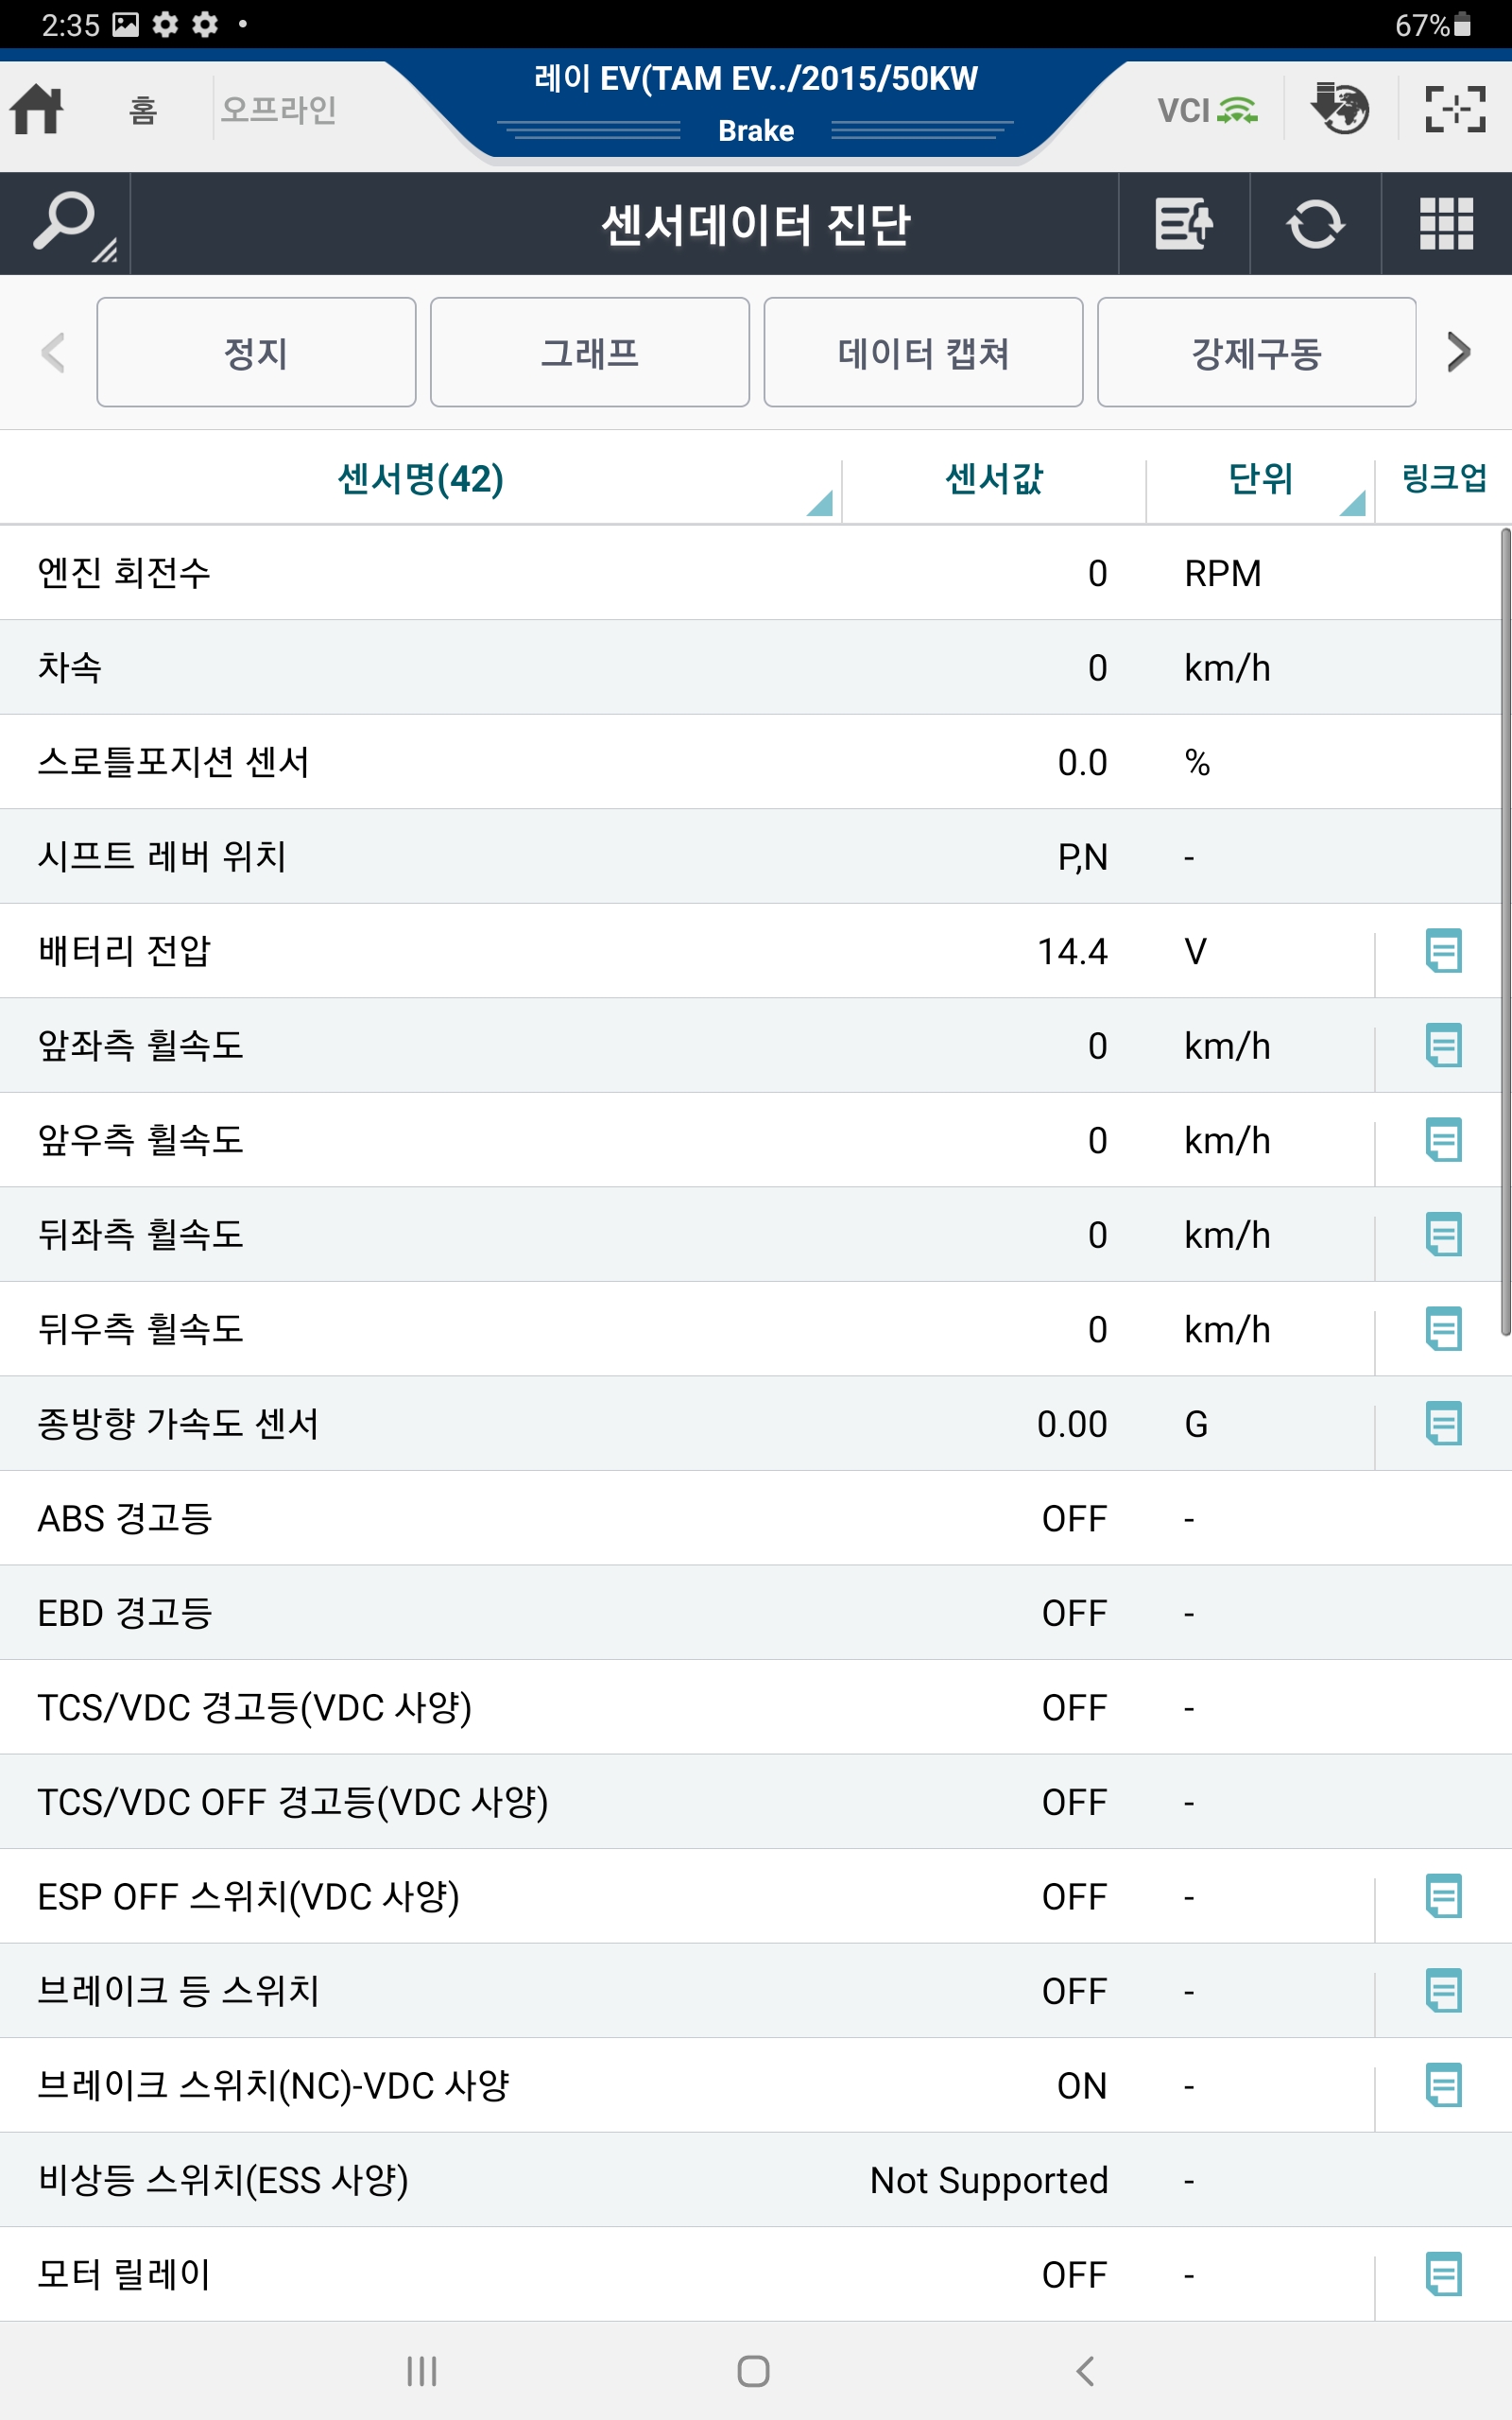 2:35
67%
레이 EV(TAM EV../2015/50KW
홈
오프라인
VCI
Brake
센서데이터 진단
정지 그래프 데이터 캡쳐 강제구동
센서명(42) 센서값 단위 링크업
엔진 회전수 0 RPM
차속 0 km/h
스로틀포지션 센서 0.0 %
시프트 레버 위치 P,N -
배터리 전압 14.4 V
앞좌측 휠속도 0 km/h
앞우측 휠속도 0 km/h
뒤좌측 휠속도 0 km/h
뒤우측 휠속도 0 km/h
종방향 가속도 센서 0.00 G
ABS 경고등 OFF -
EBD 경고등 OFF -
TCS/VDC 경고등(VDC 사양) OFF -
TCS/VDC OFF 경고등(VDC 사양) OFF -
ESP OFF 스위치(VDC 사양) OFF -
브레이크 등 스위치 OFF -
브레이크 스위치(NC)-VDC 사양 ON -
비상등 스위치(ESS 사양) Not Supported -
모터 릴레이 OFF -